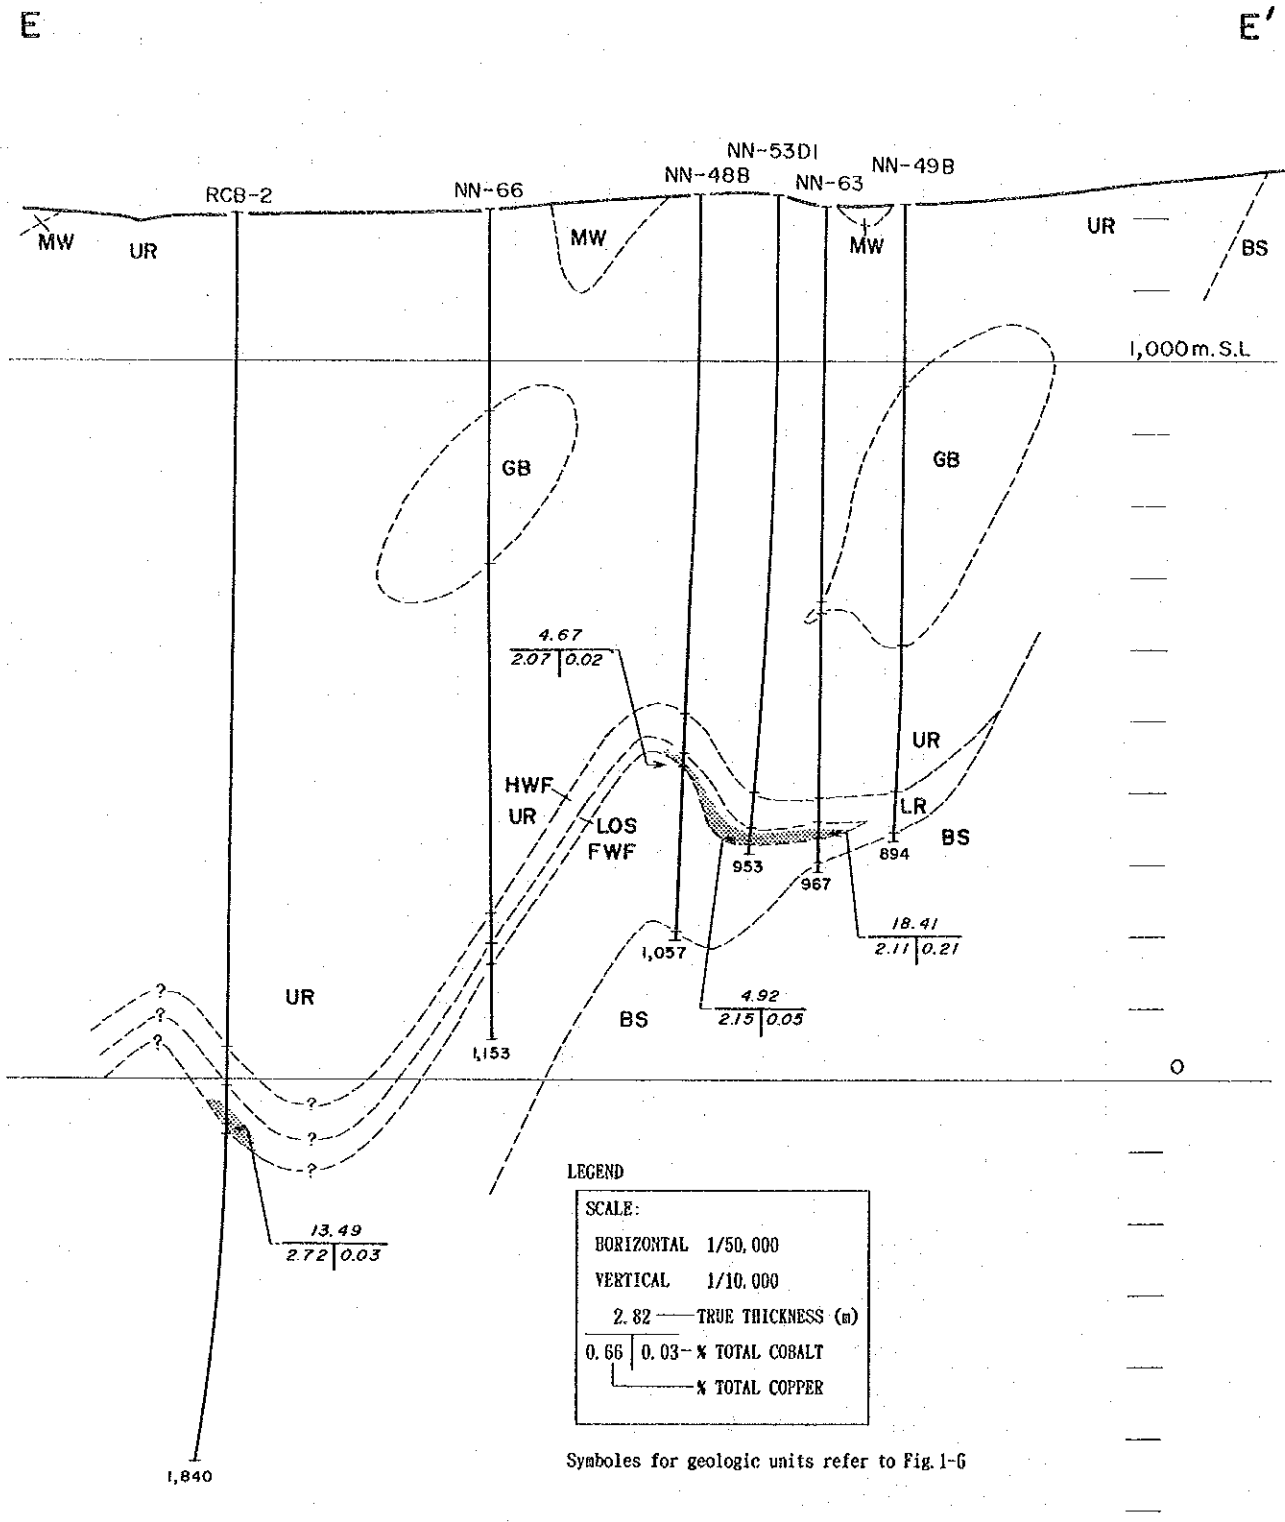 E E′
NN-53D1
RCB-2 NN-66 NN-48B NN-63 NN-49B
MW UR MW MW UR BS
1,000 m. S.L
GB GB
4.67
2.07 0.02
UR
HWF
UR LOS
FWF
LR
BS
953 894
967
18.41
2.11 0.21
1,057
UR BS
4.92
2.15 0.05
1,153
? ? ?
0
? ? ?
13.49
2.72 0.03
1,840
LEGEND
SCALE:
HORIZONTAL 1/50,000
VERTICAL 1/10,000
2.82 TRUE THICKNESS (m)
0.66 0.03 % TOTAL COBALT
% TOTAL COPPER
Symboles for geologic units refer to Fig.1-6